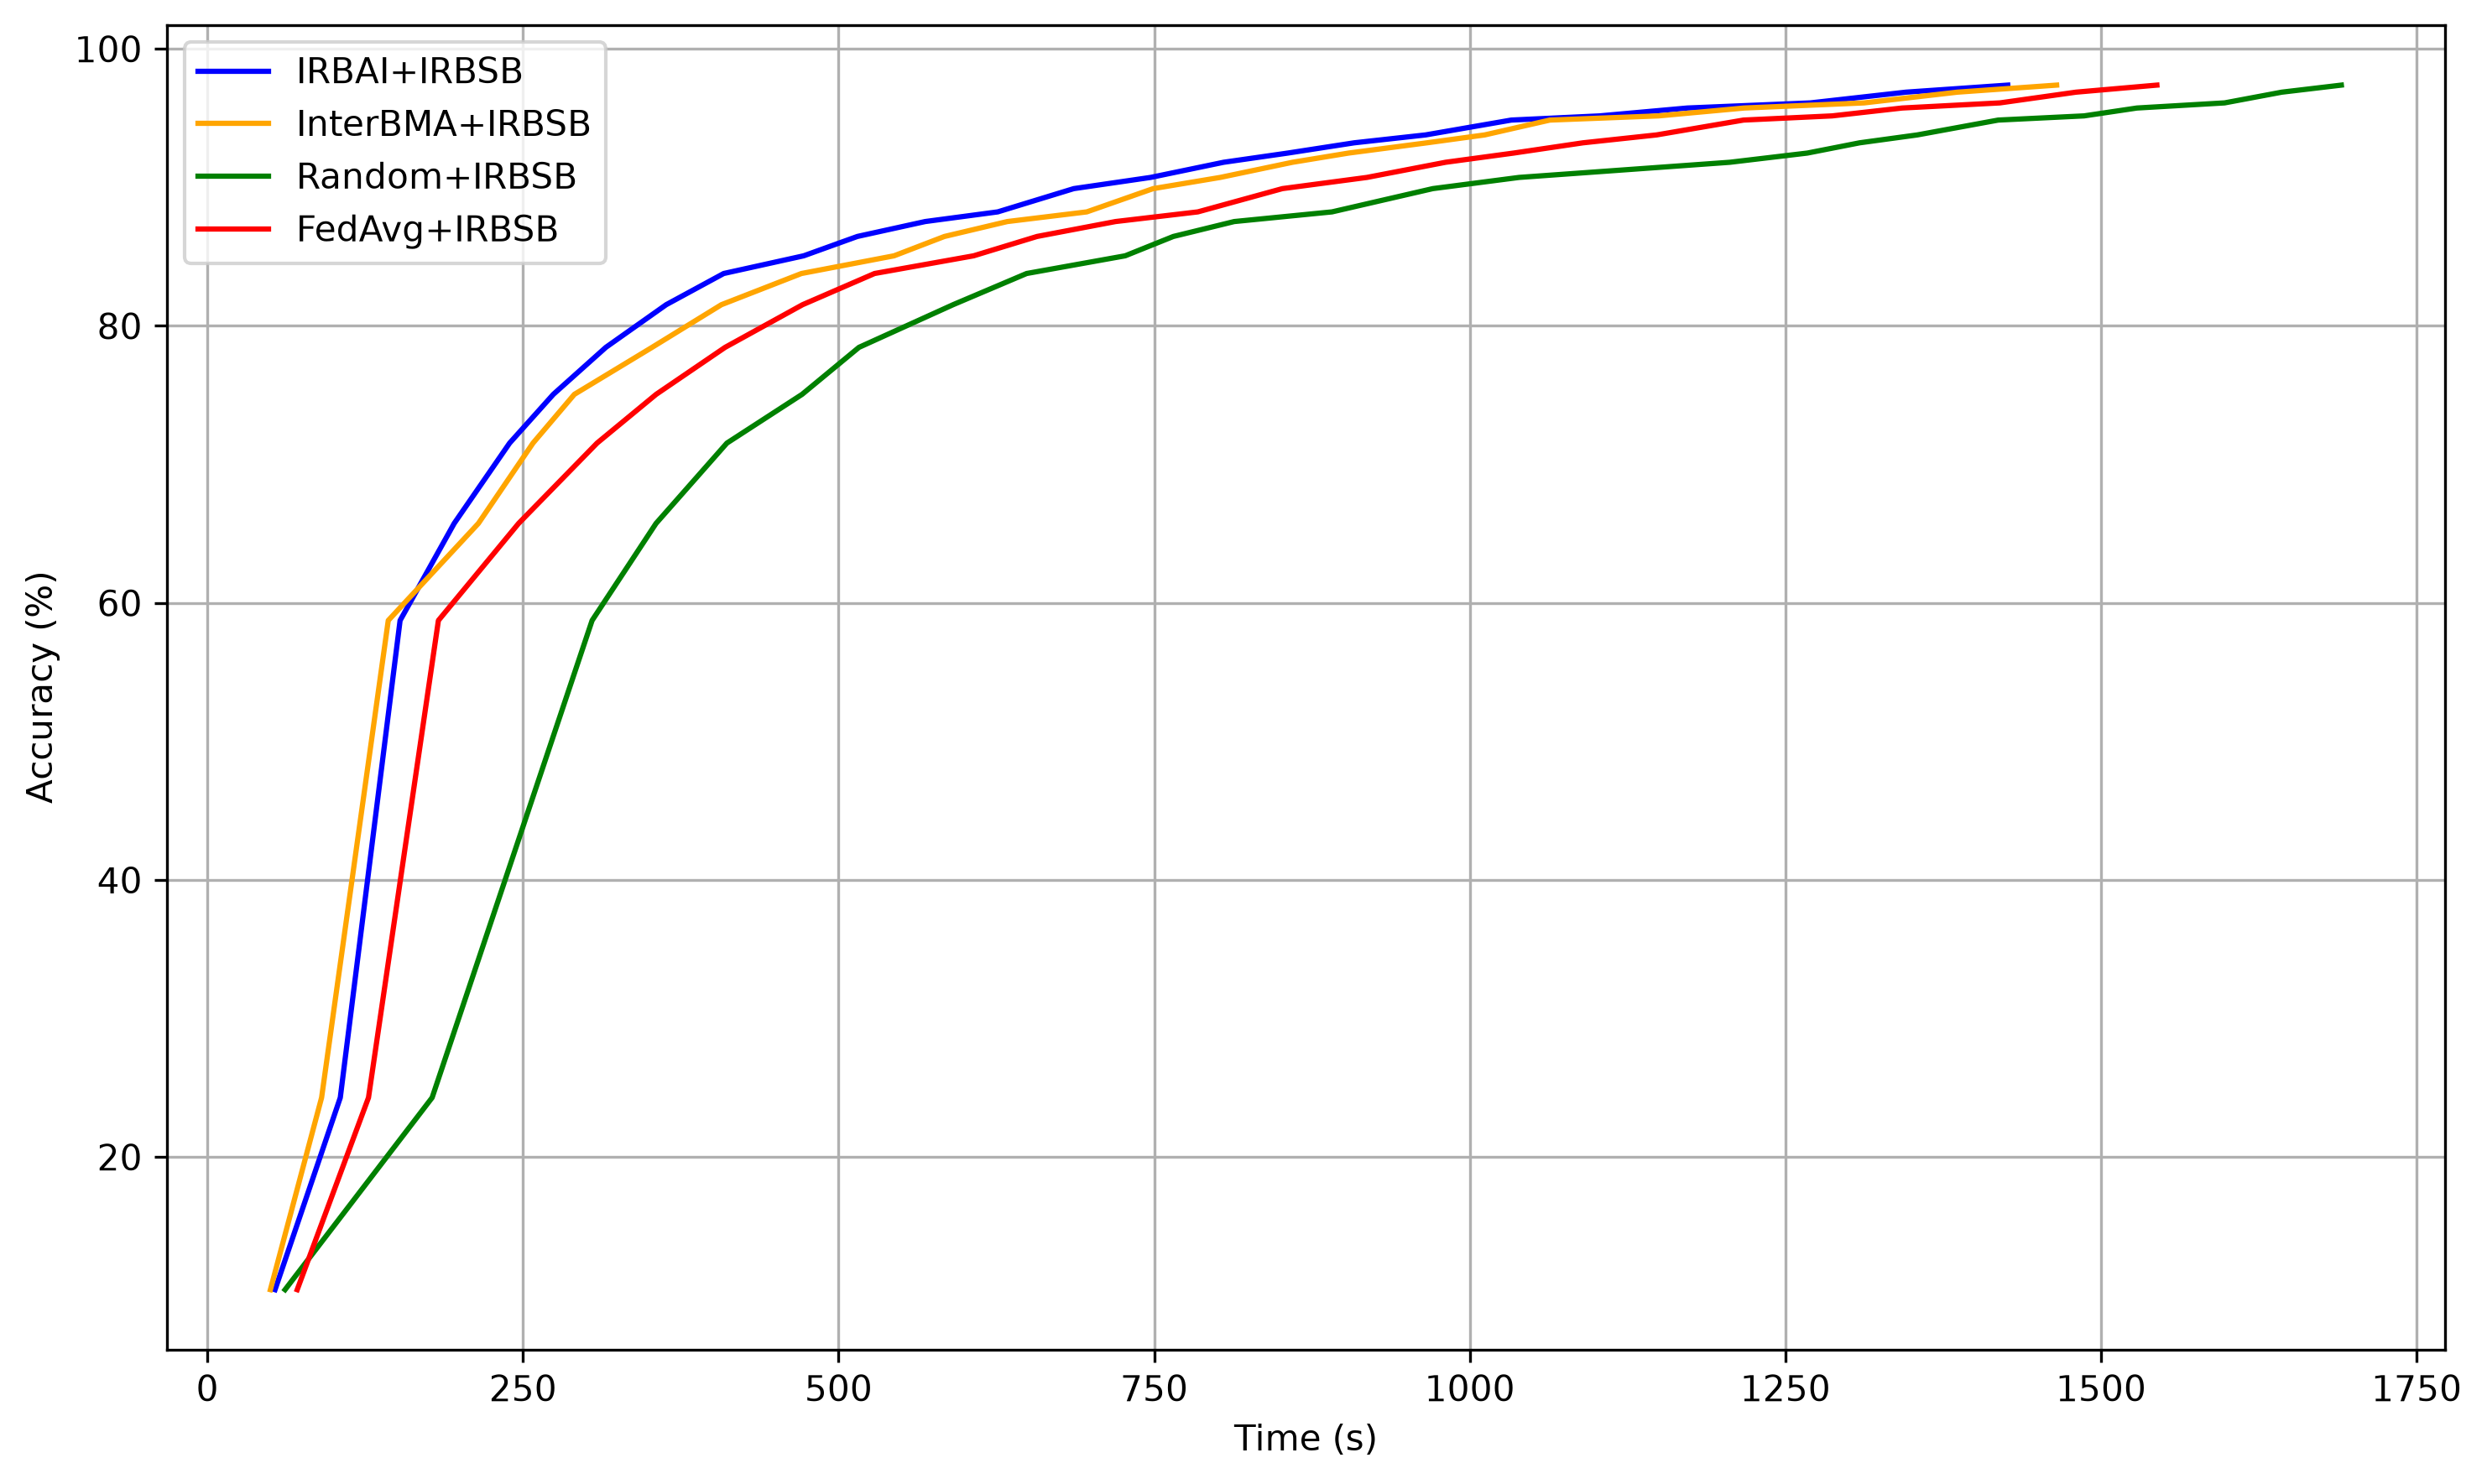 IRBAI+IRBSB
InterBMA+IRBSB
Random+IRBSB
FedAvg+IRBSB
Accuracy (%)
100
80
60
40
20
0 250 500 750 1000 1250 1500 1750
Time (s)